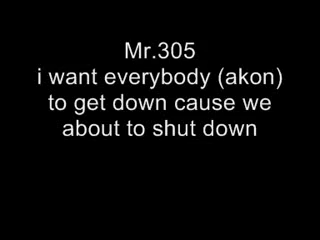 Mr.305
i want everybody (akon)
to get down cause we
about to shut down